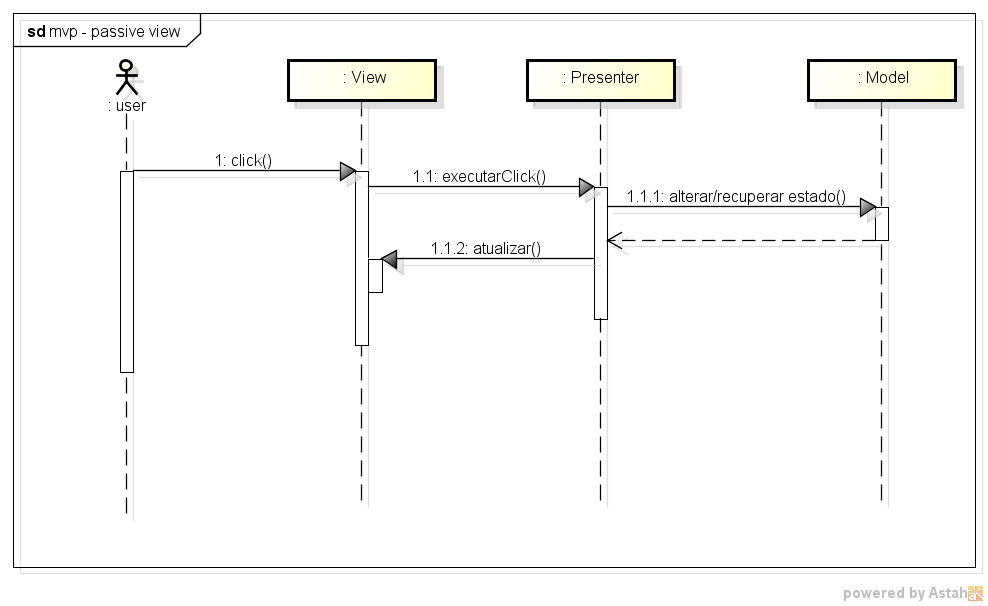 sd mvp - passive view
: user
: View
: Presenter
: Model
1: click()
1.1: executarClick()
1.1.1: alterar/recuperar estado()
1.1.2: atualizar()
powered by Astah